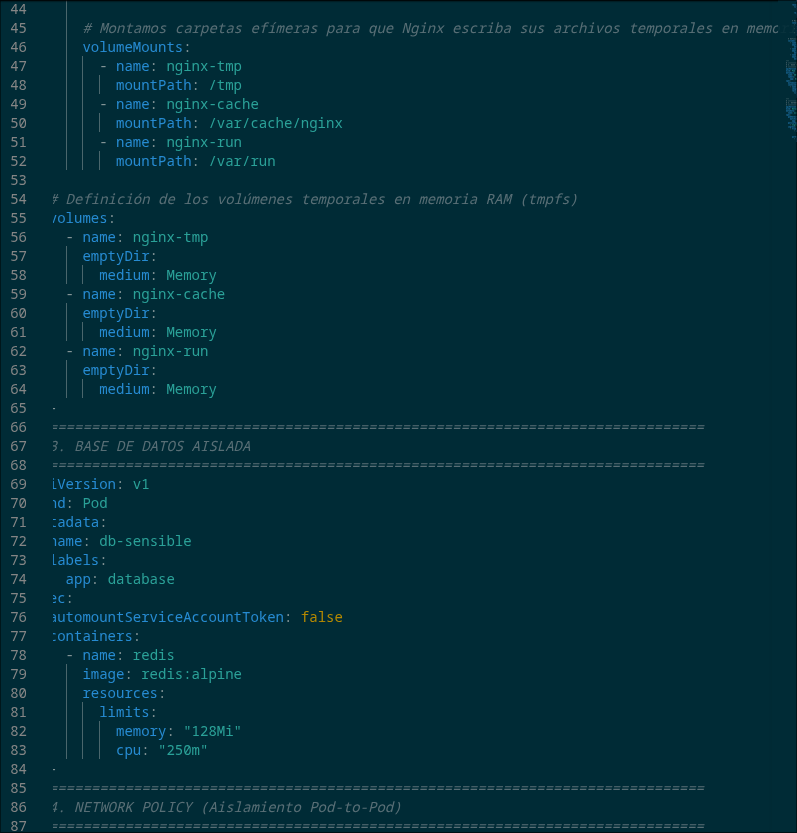 44
45 # Montamos carpetas efímeras para que Nginx escriba sus archivos temporales en memo
46 volumeMounts:
47 - name: nginx-tmp
48 mountPath: /tmp
49 - name: nginx-cache
50 mountPath: /var/cache/nginx
51 - name: nginx-run
52 mountPath: /var/run
53
54 # Definición de los volúmenes temporales en memoria RAM (tmpfs)
55 volumes:
56 - name: nginx-tmp
57 emptyDir:
58 medium: Memory
59 - name: nginx-cache
60 emptyDir:
61 medium: Memory
62 - name: nginx-run
63 emptyDir:
64 medium: Memory
65 -
66 ==============================================================================
67 3. BASE DE DATOS AISLADA
68 ==============================================================================
69 iVersion: v1
70 nd: Pod
71 tadata:
72 name: db-sensible
73 labels:
74 app: database
75 ec:
76 automountServiceAccountToken: false
77 containers:
78 - name: redis
79 image: redis:alpine
80 resources:
81 limits:
82 memory: "128Mi"
83 cpu: "250m"
84 -
85 ==============================================================================
86 4. NETWORK POLICY (Aislamiento Pod-to-Pod)
87 ==============================================================================